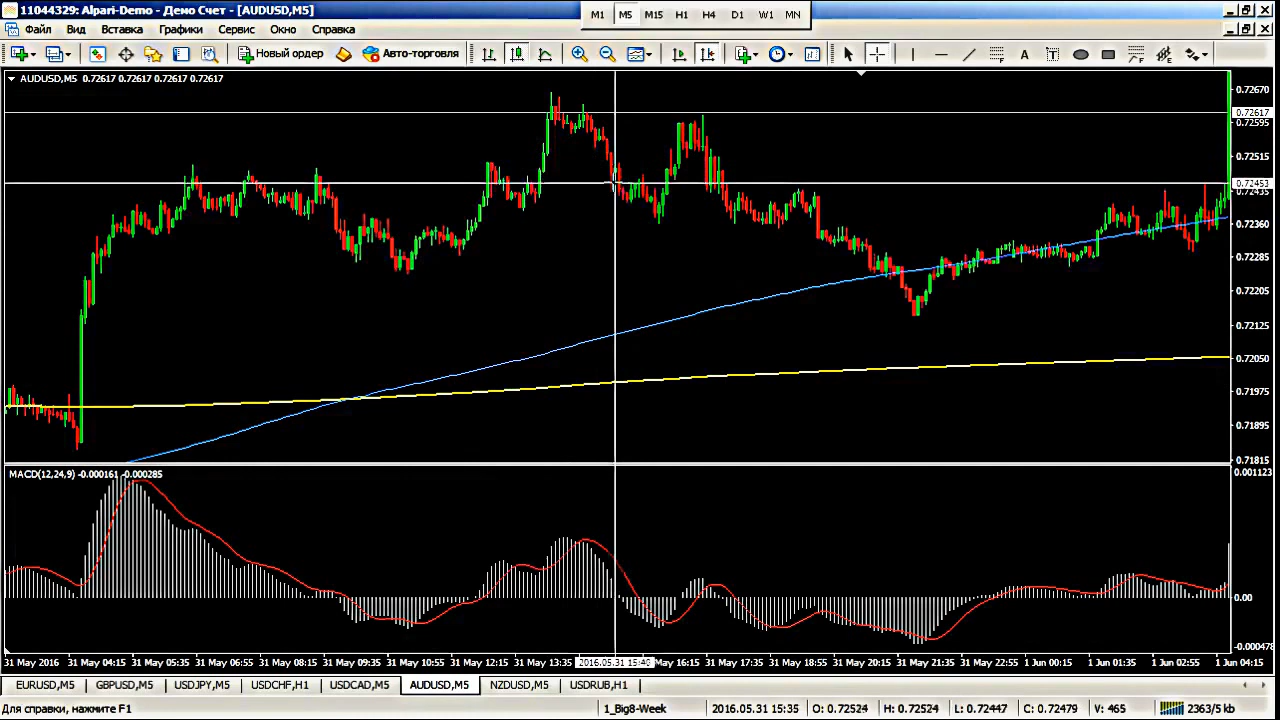 11044329: Alpari-Demo - Демо Счет - [AUDUSD,M5]
M1 M5 M15 H1 H4 D1 W1 MN
Файл Вид Вставка Графики Сервис Окно Справка
Новый ордер Авто-торговля
AUDUSD,M5 0.72617 0.72617 0.72617 0.72617
0.72670
0.72617
0.72595
0.72515
0.72453
0.72435
0.72360
0.72285
0.72205
0.72125
0.72050
0.71975
0.71895
0.71815
MACD(12,24,9) -0.000161 -0.000285
0.001123
0.00
-0.000478
31 May 2016 31 May 04:15 31 May 05:35 31 May 06:55 31 May 08:15 31 May 09:35 31 May 10:55 31 May 12:15 31 May 13:35 2016.05.31 15:40 May 16:15 31 May 17:35 31 May 18:55 31 May 20:15 31 May 21:35 31 May 22:55 1 Jun 00:15 1 Jun 01:35 1 Jun 02:55 1 Jun 04:15
EURUSD,M5 GBPUSD,M5 USDJPY,M5 USDCHF,H1 USDCAD,M5 AUDUSD,M5 NZDUSD,M5 USDRUB,H1
Для справки, нажмите F1 1_Big8-Week 2016.05.31 15:35 O: 0.72524 H: 0.72524 L: 0.72447 C: 0.72479 V: 465 2363/5 kb